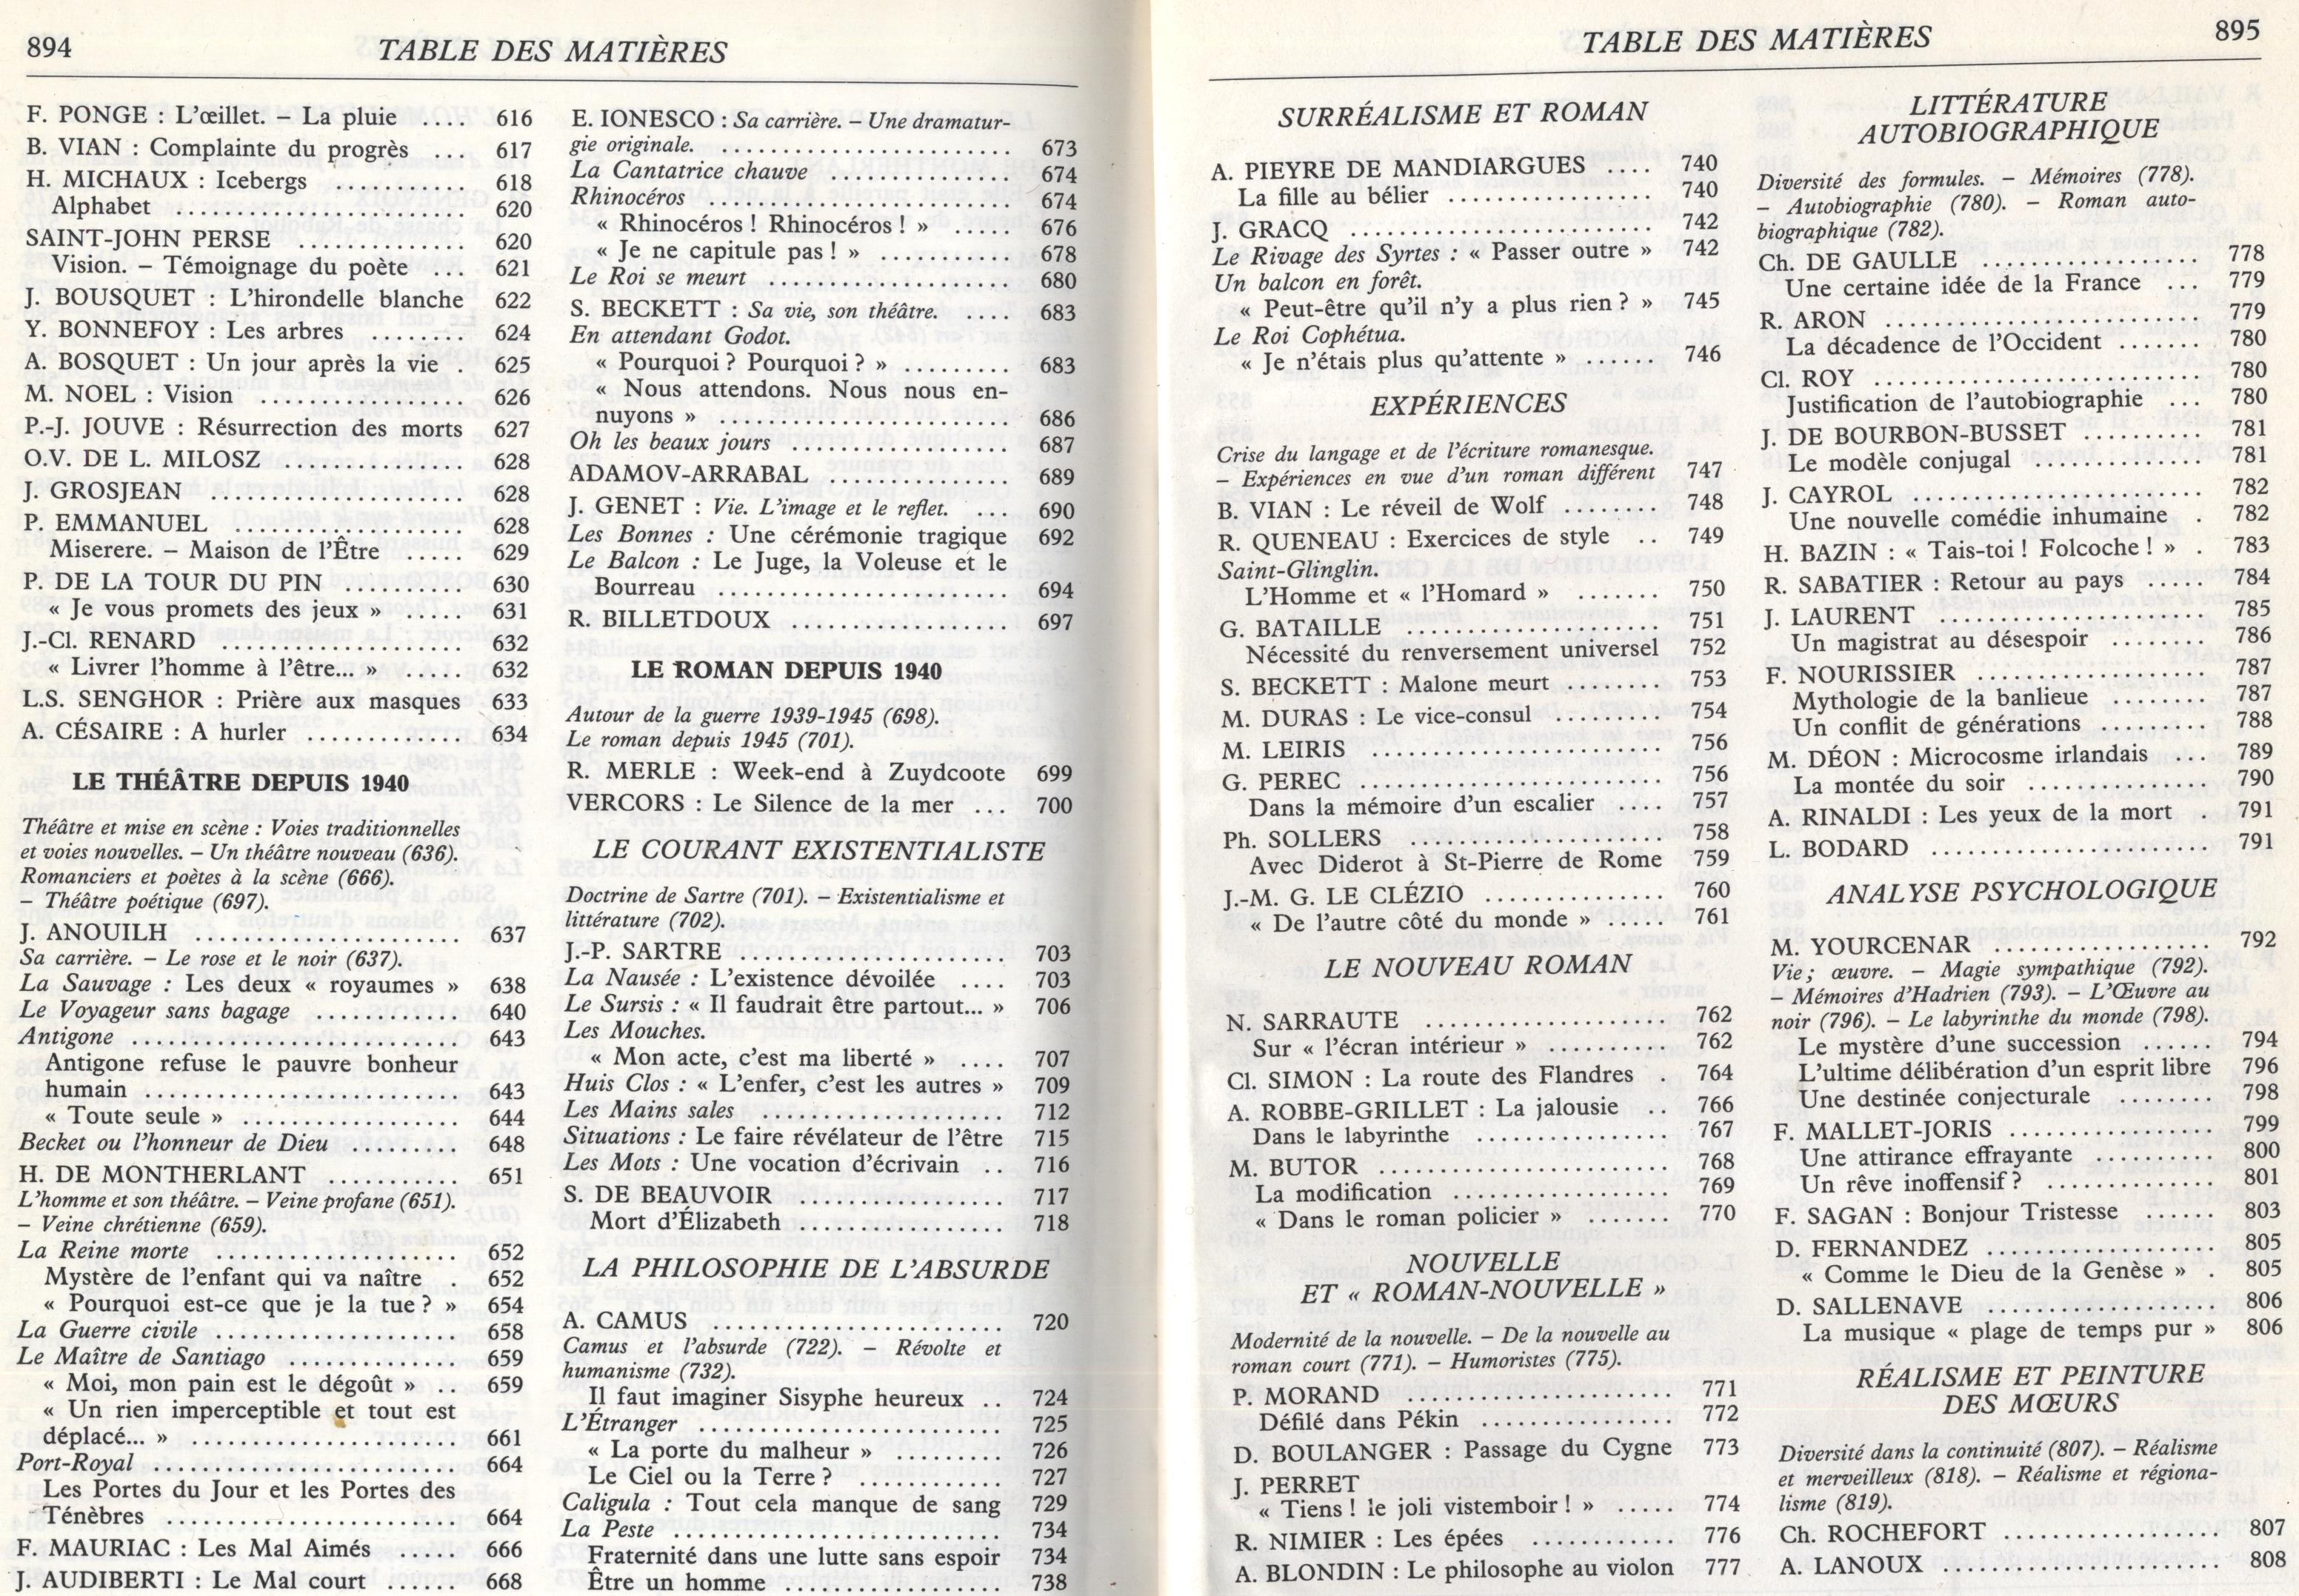 894
TABLE DES MATIÈRES
F. PONGE : L'œillet. – La pluie .... 616
B. VIAN : Complainte du progrès ... 617
H. MICHAUX : Icebergs ........... 618
Alphabet ...................... 620
SAINT-JOHN PERSE ............. 620
Vision. – Témoignage du poète ... 621
J. BOUSQUET : L'hirondelle blanche 622
Y. BONNEFOY : Les arbres ....... 624
A. BOSQUET : Un jour après la vie . 625
M. NOEL : Vision ................ 626
P.-J. JOUVE : Résurrection des morts 627
O.V. DE L. MILOSZ .............. 628
J. GROSJEAN .................... 628
P. EMMANUEL .................. 628
Miserere. – Maison de l'Être ..... 629
P. DE LA TOUR DU PIN .......... 630
« Je vous promets des jeux » ..... 631
J.-Cl. RENARD ................... 632
« Livrer l'homme à l'être... » ..... 632
L.S. SENGHOR : Prière aux masques 633
A. CÉSAIRE : A hurler ............ 634
LE THÉÂTRE DEPUIS 1940
Théâtre et mise en scène : Voies traditionnelles
et voies nouvelles. – Un théâtre nouveau (636).
Romanciers et poètes à la scène (666).
– Théâtre poétique (697).
J. ANOUILH ..................... 637
Sa carrière. – Le rose et le noir (637).
La Sauvage : Les deux « royaumes » 638
Le Voyageur sans bagage ............ 640
Antigone ......................... 643
Antigone refuse le pauvre bonheur
humain ........................ 643
« Toute seule » ................. 644
Becket ou l'honneur de Dieu ......... 648
H. DE MONTHERLANT .......... 651
L'homme et son théâtre. – Veine profane (651).
– Veine chrétienne (659).
La Reine morte .................... 652
Mystère de l'enfant qui va naître . 652
« Pourquoi est-ce que je la tue ? » 654
La Guerre civile .................... 658
Le Maître de Santiago .............. 659
« Moi, mon pain est le dégoût » .. 659
« Un rien imperceptible et tout est
déplacé... » ..................... 661
Port-Royal ........................ 664
Les Portes du Jour et les Portes des
Ténèbres ...................... 664
F. MAURIAC : Les Mal Aimés ..... 666
J. AUDIBERTI : Le Mal court ...... 668
E. IONESCO : Sa carrière. – Une dramatur-
gie originale. ........................ 673
La Cantatrice chauve ................ 674
Rhinocéros ......................... 674
« Rhinocéros ! Rhinocéros ! » ..... 676
« Je ne capitule pas ! » ........... 678
Le Roi se meurt .................... 680
S. BECKETT : Sa vie, son théâtre. .... 683
En attendant Godot.
« Pourquoi ? Pourquoi ? » ......... 683
« Nous attendons. Nous nous en-
nuyons » ....................... 686
Oh les beaux jours .................. 687
ADAMOV-ARRABAL ............... 689
J. GENET : Vie. L'image et le reflet. ... 690
Les Bonnes : Une cérémonie tragique 692
Le Balcon : Le Juge, la Voleuse et le
Bourreau ....................... 694
R. BILLETDOUX .................. 697
LE ROMAN DEPUIS 1940
Autour de la guerre 1939-1945 (698).
Le roman depuis 1945 (701).
R. MERLE : Week-end à Zuydcoote 699
VERCORS : Le Silence de la mer ... 700
LE COURANT EXISTENTIALISTE
Doctrine de Sartre (701). – Existentialisme et
littérature (702).
J.-P. SARTRE ..................... 703
La Nausée : L'existence dévoilée .... 703
Le Sursis : « Il faudrait être partout... » 706
Les Mouches.
« Mon acte, c'est ma liberté » .... 707
Huis Clos : « L'enfer, c'est les autres » 709
Les Mains sales .................... 712
Situations : Le faire révélateur de l'être 715
Les Mots : Une vocation d'écrivain .. 716
S. DE BEAUVOIR .................. 717
Mort d'Élizabeth ................. 718
LA PHILOSOPHIE DE L'ABSURDE
A. CAMUS ....................... 720
Camus et l'absurde (722). – Révolte et
humanisme (732).
Il faut imaginer Sisyphe heureux .. 724
L'Étranger ........................ 725
« La porte du malheur » ......... 726
Le Ciel ou la Terre ? ............ 727
Caligula : Tout cela manque de sang 729
La Peste .......................... 734
Fraternité dans une lutte sans espoir 734
Être un homme ................. 738
TABLE DES MATIÈRES
895
SURRÉALISME ET ROMAN
A. PIEYRE DE MANDIARGUES .... 740
La fille au bélier ................. 740
J. GRACQ ........................ 742
Le Rivage des Syrtes : « Passer outre » 742
Un balcon en forêt.
« Peut-être qu'il n'y a plus rien ? » 745
Le Roi Cophétua.
« Je n'étais plus qu'attente » ...... 746
EXPÉRIENCES
Crise du langage et de l'écriture romanesque.
– Expériences en vue d'un roman différent 747
B. VIAN : Le réveil de Wolf ........ 748
R. QUENEAU : Exercices de style .. 749
Saint-Glinglin.
L'Homme et « l'Homard » ....... 750
G. BATAILLE .................... 751
Nécessité du renversement universel 752
S. BECKETT : Malone meurt ........ 753
M. DURAS : Le vice-consul ......... 754
M. LEIRIS ....................... 756
G. PEREC ........................ 756
Dans la mémoire d'un escalier .... 757
Ph. SOLLERS .................... 758
Avec Diderot à St-Pierre de Rome 759
J.-M. G. LE CLÉZIO .............. 760
« De l'autre côté du monde » ..... 761
LE NOUVEAU ROMAN
N. SARRAUTE ................... 762
Sur « l'écran intérieur » .......... 762
Cl. SIMON : La route des Flandres . 764
A. ROBBE-GRILLET : La jalousie .. 766
Dans le labyrinthe ................ 767
M. BUTOR ....................... 768
La modification .................. 769
« Dans le roman policier » ....... 770
NOUVELLE
ET « ROMAN-NOUVELLE »
Modernité de la nouvelle. – De la nouvelle au
roman court (771). – Humoristes (775).
P. MORAND ...................... 771
Défilé dans Pékin ............... 772
D. BOULANGER : Passage du Cygne 773
J. PERRET
« Tiens ! le joli vistemboir ! » ..... 774
R. NIMIER : Les épées ............ 776
A. BLONDIN : Le philosophe au violon 777
LITTÉRATURE
AUTOBIOGRAPHIQUE
Diversité des formules. – Mémoires (778).
– Autobiographie (780). – Roman auto-
biographique (782).
Ch. DE GAULLE .................. 778
Une certaine idée de la France ... 779
R. ARON ......................... 779
La décadence de l'Occident ....... 780
Cl. ROY ......................... 780
Justification de l'autobiographie ... 780
J. DE BOURBON-BUSSET .......... 781
Le modèle conjugal .............. 781
J. CAYROL ....................... 782
Une nouvelle comédie inhumaine . 782
H. BAZIN : « Tais-toi ! Folcoche ! » . 783
R. SABATIER : Retour au pays ..... 784
J. LAURENT ..................... 785
Un magistrat au désespoir ....... 786
F. NOURISSIER .................. 787
Mythologie de la banlieue ....... 787
Un conflit de générations ........ 788
M. DÉON : Microcosme irlandais ... 789
La montée du soir ............... 790
A. RINALDI : Les yeux de la mort . 791
L. BODARD ...................... 791
ANALYSE PSYCHOLOGIQUE
M. YOURCENAR .................. 792
Vie ; œuvre. – Magie sympathique (792).
– Mémoires d'Hadrien (793). – L'Œuvre au
noir (796). – Le labyrinthe du monde (798).
Le mystère d'une succession ...... 794
L'ultime délibération d'un esprit libre 796
Une destinée conjecturale ........ 798
F. MALLET-JORIS ................ 799
Une attirance effrayante .......... 800
Un rêve inoffensif ? .............. 801
F. SAGAN : Bonjour Tristesse ....... 803
D. FERNANDEZ .................. 805
« Comme le Dieu de la Genèse » . 805
D. SALLENAVE .................. 806
La musique « plage de temps pur » 806
RÉALISME ET PEINTURE
DES MŒURS
Diversité dans la continuité (807). – Réalisme
et merveilleux (818). – Réalisme et régiona-
lisme (819).
Ch. ROCHEFORT ................. 807
A. LANOUX ...................... 808